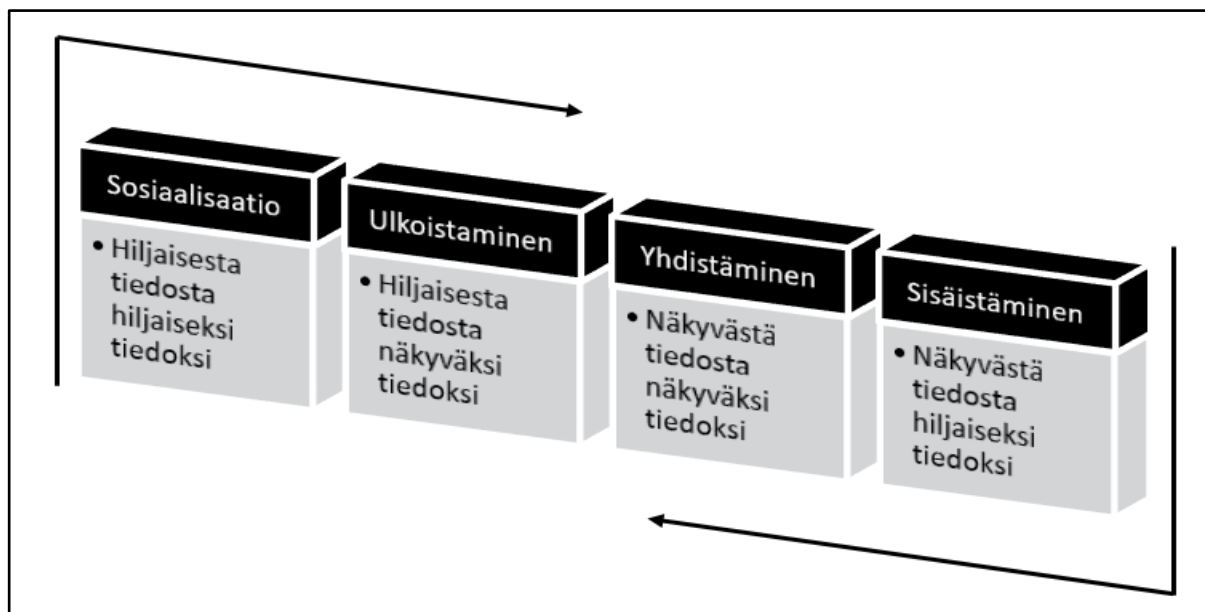 Sosiaalisaatio
• Hiljaisesta
tiedosta
hiljaiseksi
tiedoksi
Ulkoistaminen
• Hiljaisesta
tiedosta
näkyväksi
tiedoksi
Yhdistäminen
• Näkyvästä
tiedosta
näkyväksi
tiedoksi
Sisäistäminen
• Näkyvästä
tiedosta
hiljaiseksi
tiedoksi